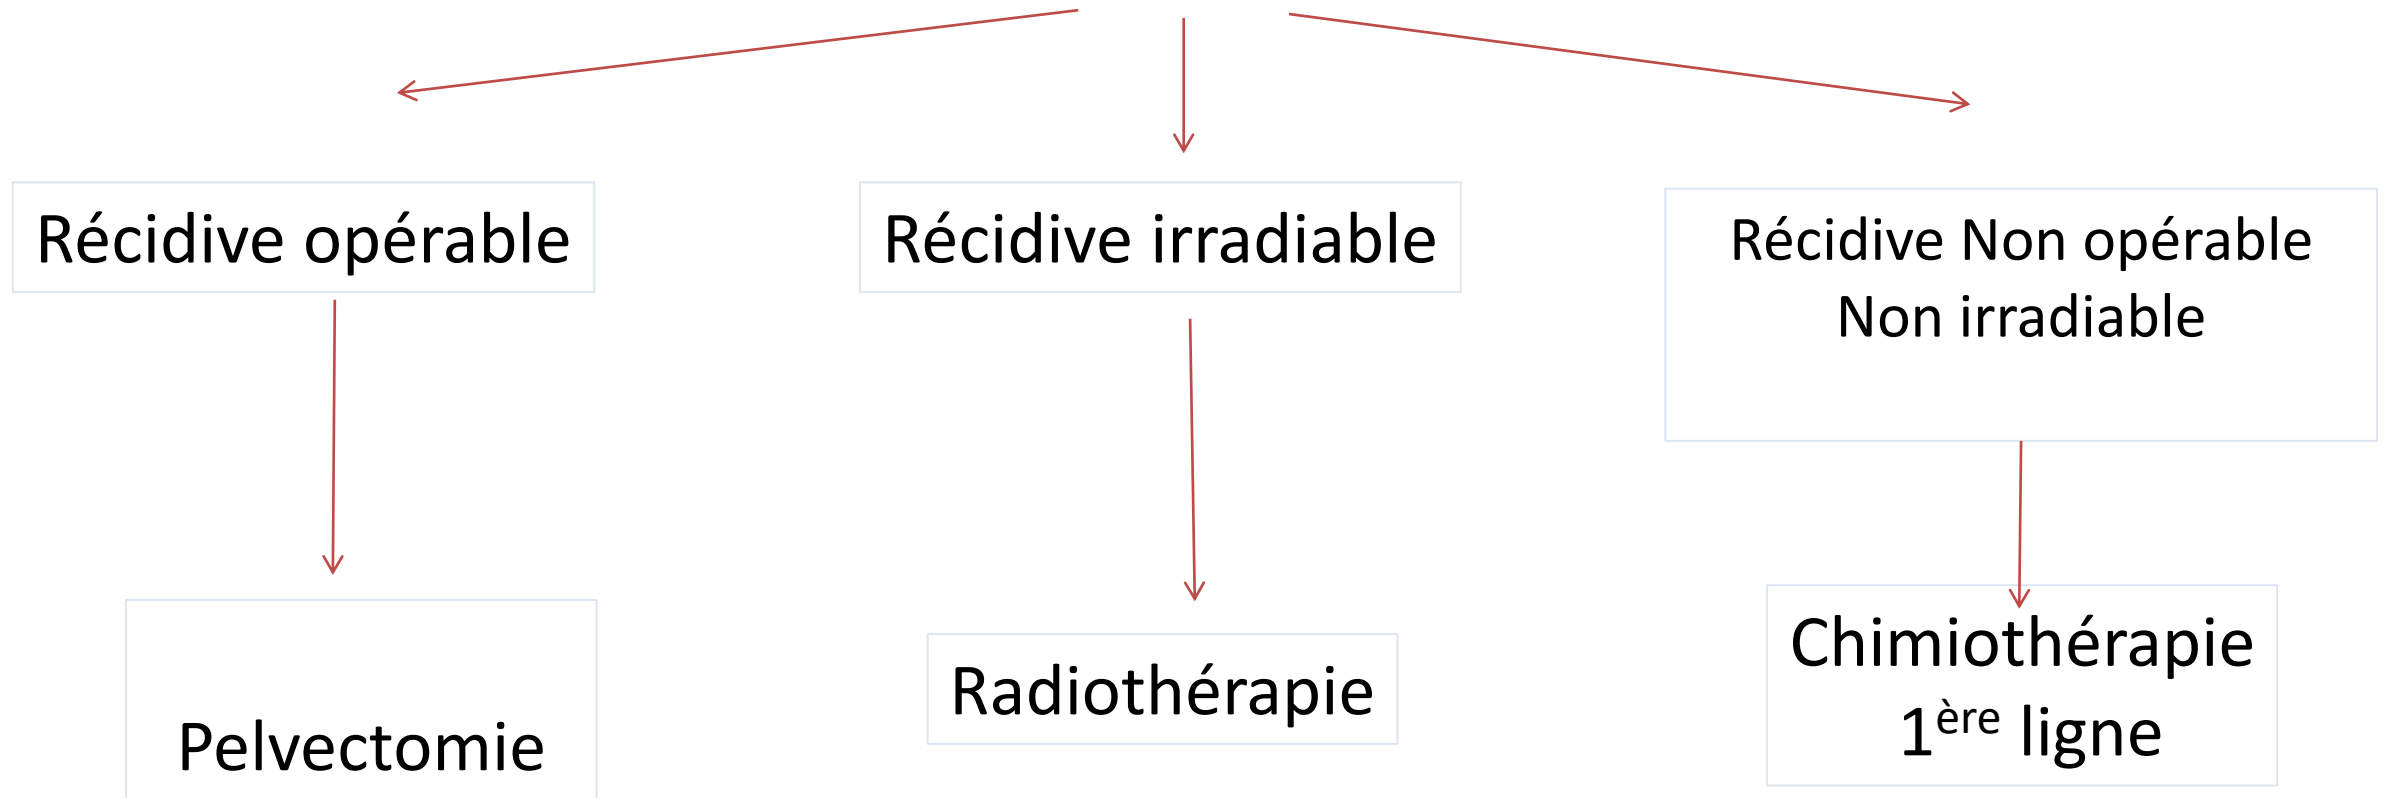 Récidive opérable
Récidive irradiable
Récidive Non opérable
Non irradiable
Pelvectomie
Radiothérapie
Chimiothérapie
1ère ligne